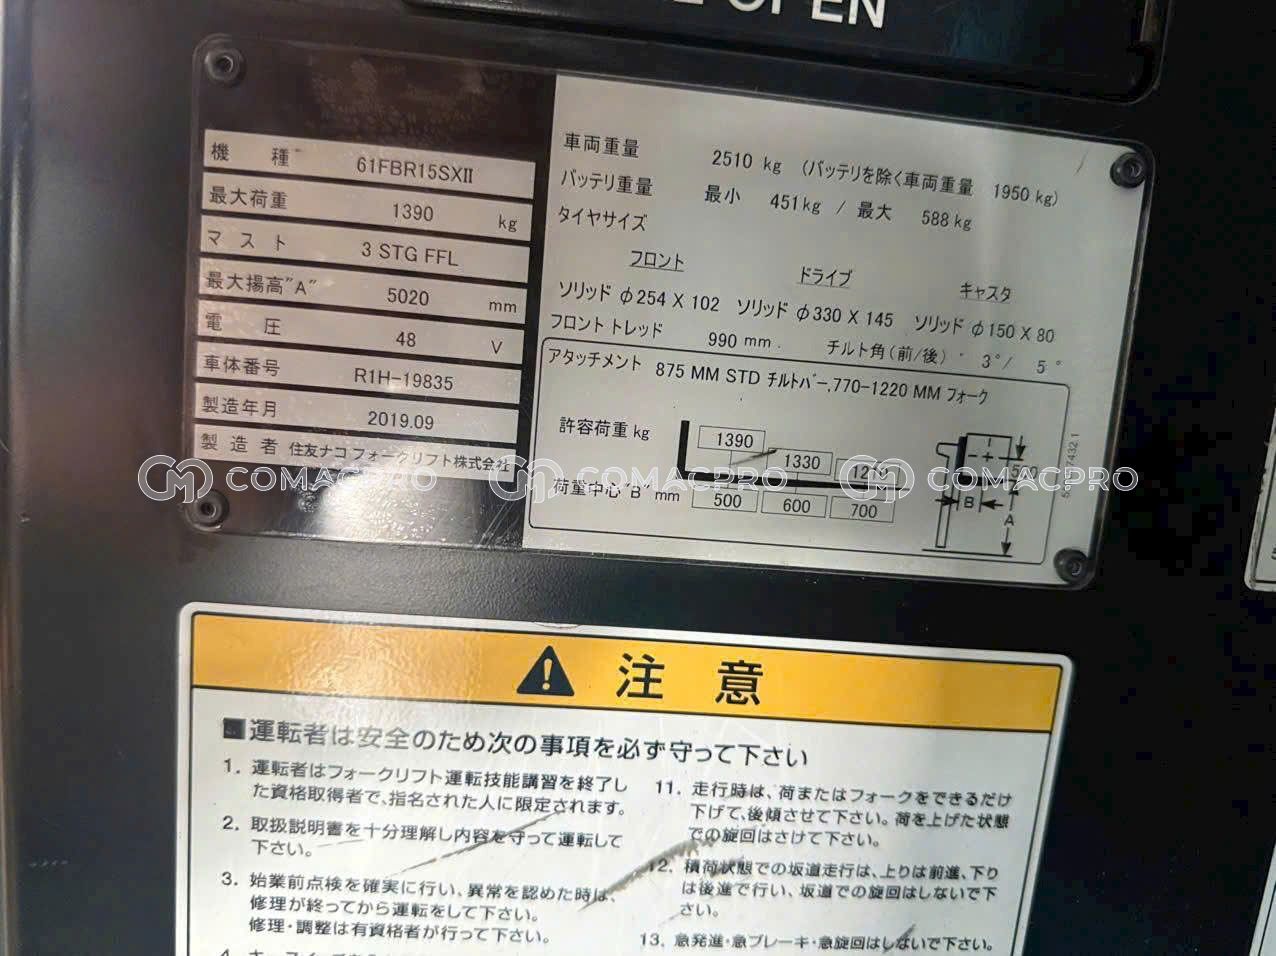 OPEN
機種 61FBR15SXII
最大荷重 1390 kg
マスト 3 STG FFL
最大揚高"A" 5020 mm
電圧 48 V
車体番号 R1H-19835
製造年月 2019.09
製造者 住友ナコ フォークリフト株式会社
車両重量 2510 kg (バッテリを除く車両重量 1950 kg)
バッテリ重量 最小 451kg / 最大 588 kg
タイヤサイズ
フロント ドライブ キャスタ
ソリッド φ254 X 102 ソリッド φ330 X 145 ソリッド φ150 X 80
フロント トレッド 990 mm. チルト角(前/後) 3°/ 5°
アタッチメント 875 MM STD チルトバー,770-1220 MM フォーク
許容荷重 kg 1390 1330
荷重中心"B" mm 500 600 700
B A
COMACPRO COMACPRO COMACPRO
注意
■運転者は安全のため次の事項を必ず守って下さい
1. 運転者はフォークリフト運転技能講習を終了し
た資格取得者で、指名された人に限定されます。
2. 取扱説明書を十分理解し内容を守って運転して
下さい。
3. 始業前点検を確実に行い、異常を認めた時は、
修理が終ってから運転をして下さい。
修理・調整は有資格者が行って下さい。
11. 走行時は、荷またはフォークをできるだけ
下げて、後傾させて下さい。荷を上げた状態
での旋回はさけて下さい。
12. 積荷状態での坂道走行は、上りは前進、下り
は後進で行い、坂道での旋回はしないで下
さい。
13. 急発進・急ブレーキ・急旋回はしないで下さい。